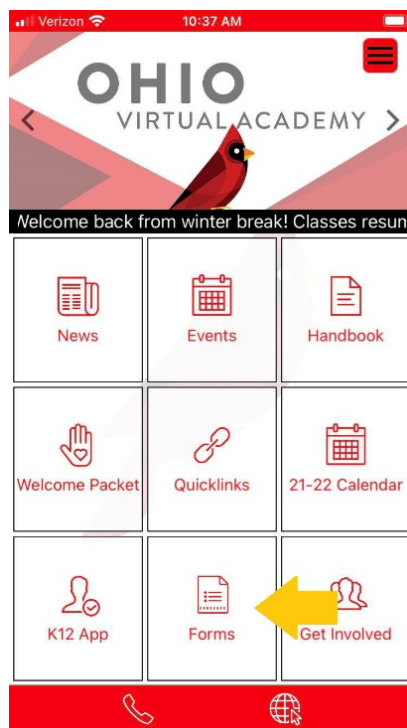 Verizon 10:37 AM
OHIO
VIRTUAL ACADEMY
Welcome back from winter break! Classes resun
News Events Handbook
Welcome Packet Quicklinks 21-22 Calendar
K12 App Forms Get Involved